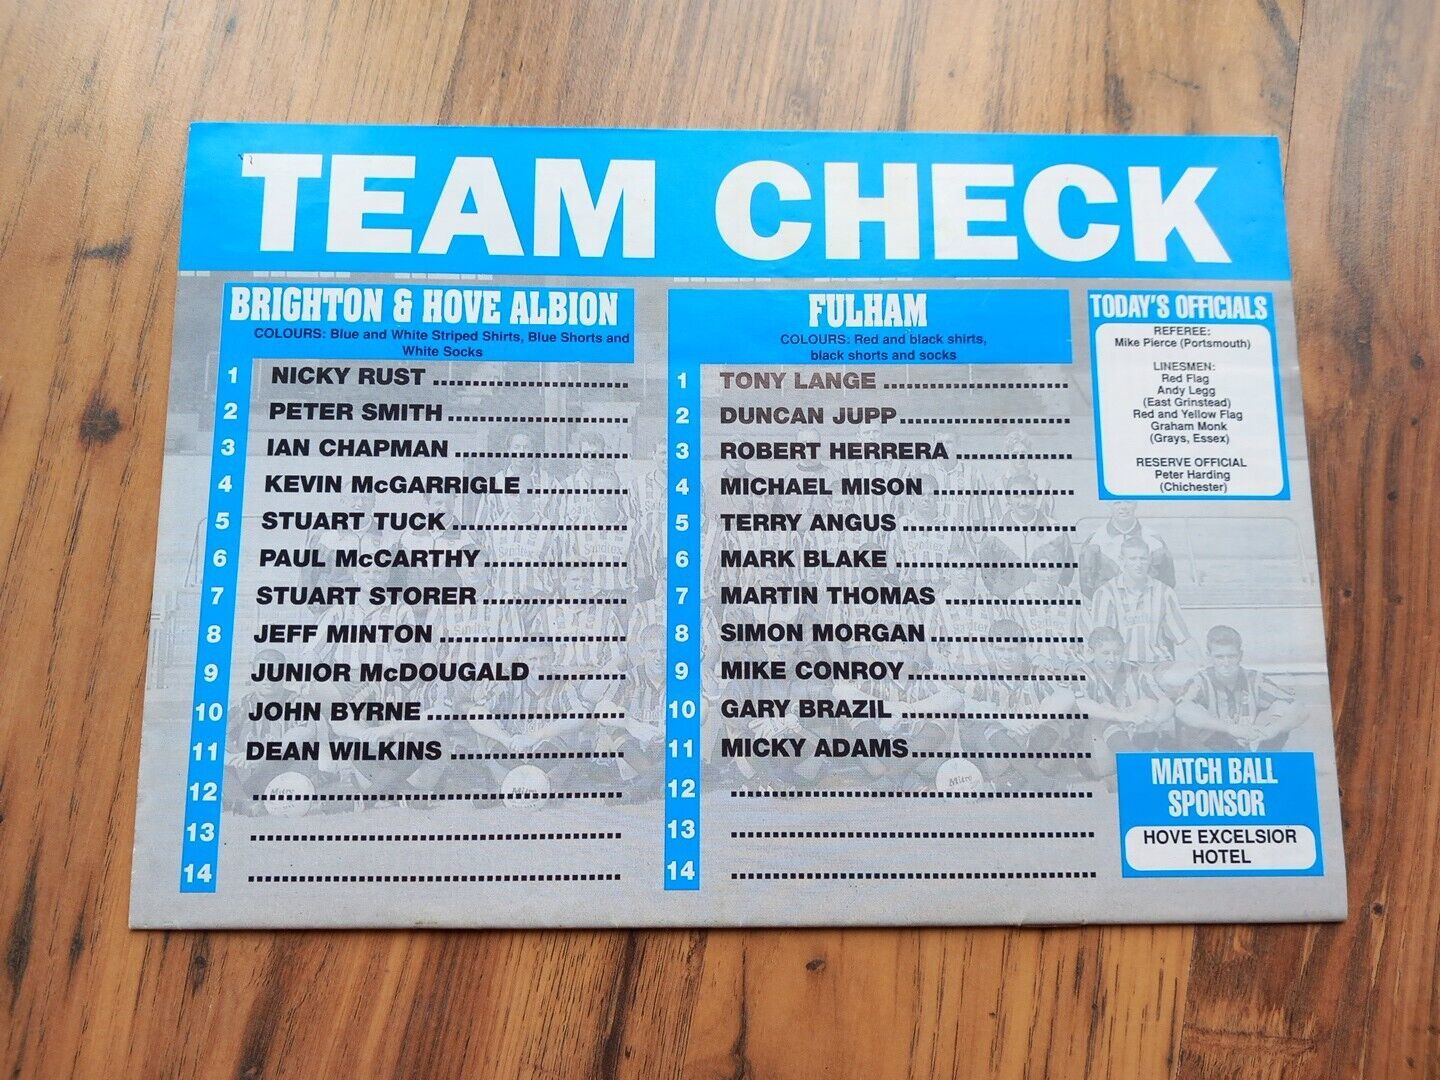 TEAM CHECK
BRIGHTON & HOVE ALBION
COLOURS: Blue and White Striped Shirts, Blue Shorts and
White Socks
1 NICKY RUST
2 PETER SMITH
3 IAN CHAPMAN
4 KEVIN McGARRIGLE
5 STUART TUCK
6 PAUL McCARTHY
7 STUART STORER
8 JEFF MINTON
9 JUNIOR McDOUGALD
10 JOHN BYRNE
11 DEAN WILKINS
12
13
14
FULHAM
COLOURS: Red and black shirts,
black shorts and socks
1 TONY LANGE
2 DUNCAN JUPP
3 ROBERT HERRERA
4 MICHAEL MISON
5 TERRY ANGUS
6 MARK BLAKE
7 MARTIN THOMAS
8 SIMON MORGAN
9 MIKE CONROY
10 GARY BRAZIL
11 MICKY ADAMS
12
13
14
TODAY'S OFFICIALS
REFEREE:
Mike Pierce (Portsmouth)
LINESMEN:
Red Flag
Andy Legg
(East Grinstead)
Red and Yellow Flag
Graham Monk
(Grays, Essex)
RESERVE OFFICIAL
Peter Harding
(Chichester)
MATCH BALL
SPONSOR
HOVE EXCELSIOR
HOTEL
Mitre
Mitre
Mitre